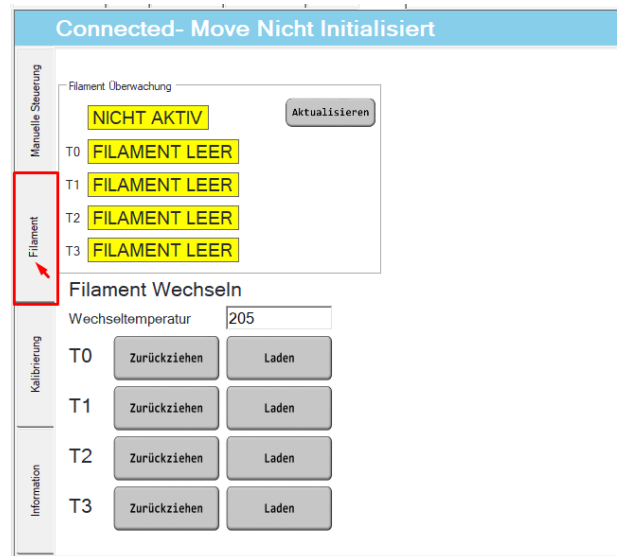 Connected- Move Nicht Initialisiert
Manuelle Steuerung
Filament
Kalibrierung
Information
Filament Überwachung
NICHT AKTIV
Aktualisieren
T0 FILAMENT LEER
T1 FILAMENT LEER
T2 FILAMENT LEER
T3 FILAMENT LEER
Filament Wechseln
Wechseltemperatur 205
T0 Zurückziehen Laden
T1 Zurückziehen Laden
T2 Zurückziehen Laden
T3 Zurückziehen Laden